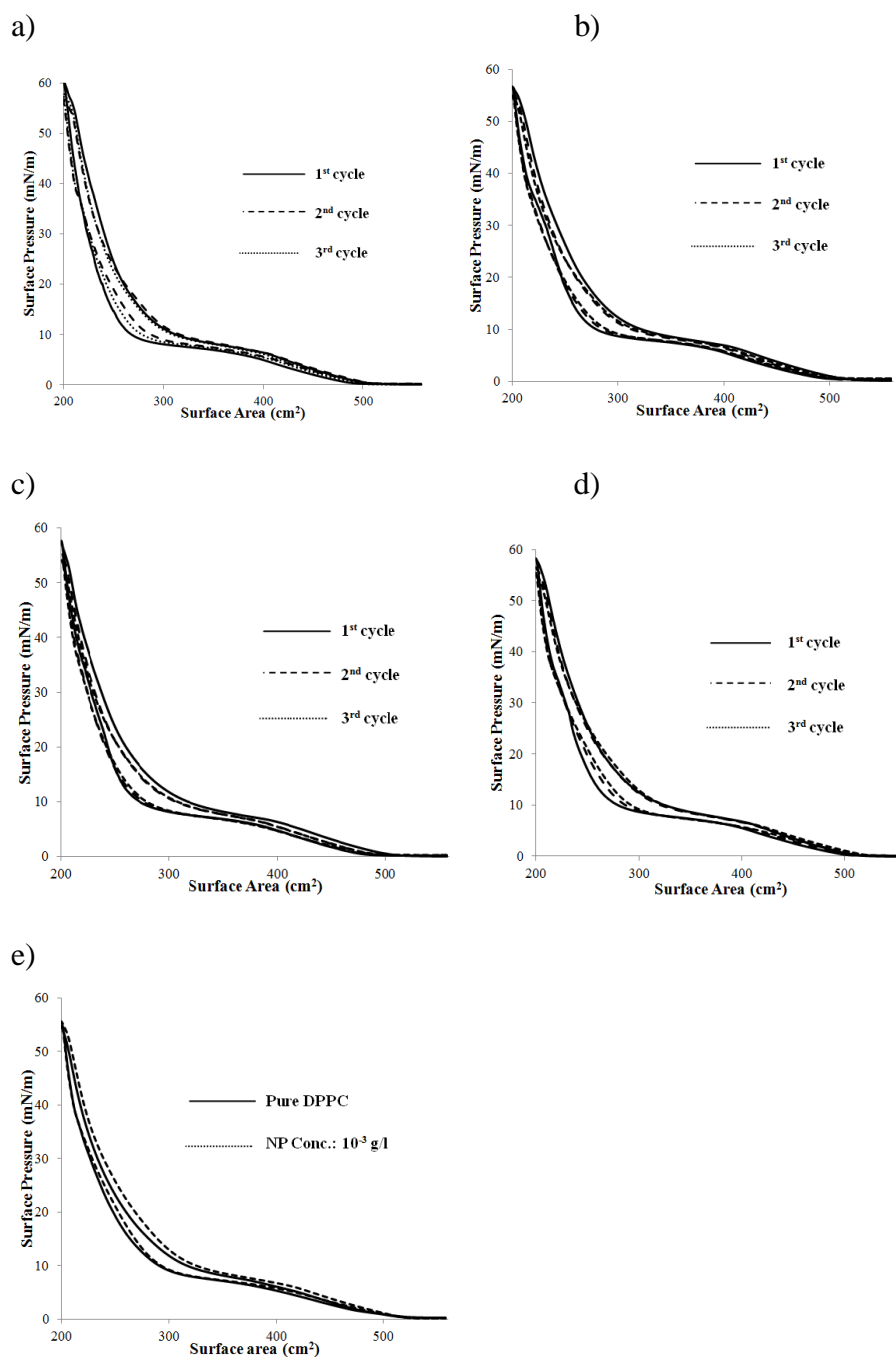 a)
60
50
40
30
20
10
0
Surface Pressure (mN/m)
1st cycle
2nd cycle
3rd cycle
200 300 400 500
Surface Area (cm2)
b)
60
50
40
30
20
10
0
Surface Pressure (mN/m)
1st cycle
2nd cycle
3rd cycle
200 300 400 500
Surface Area (cm2)
c)
60
50
40
30
20
10
0
Surface Pressure (mN/m)
1st cycle
2nd cycle
3rd cycle
200 300 400 500
Surface Area (cm2)
d)
60
50
40
30
20
10
0
Surface Pressure (mN/m)
1st cycle
2nd cycle
3rd cycle
200 300 400 500
Surface Area (cm2)
e)
60
50
40
30
20
10
0
Surface Pressure (mN/m)
Pure DPPC
NP Conc.: 10-3 g/l
200 300 400 500
Surface area (cm2)